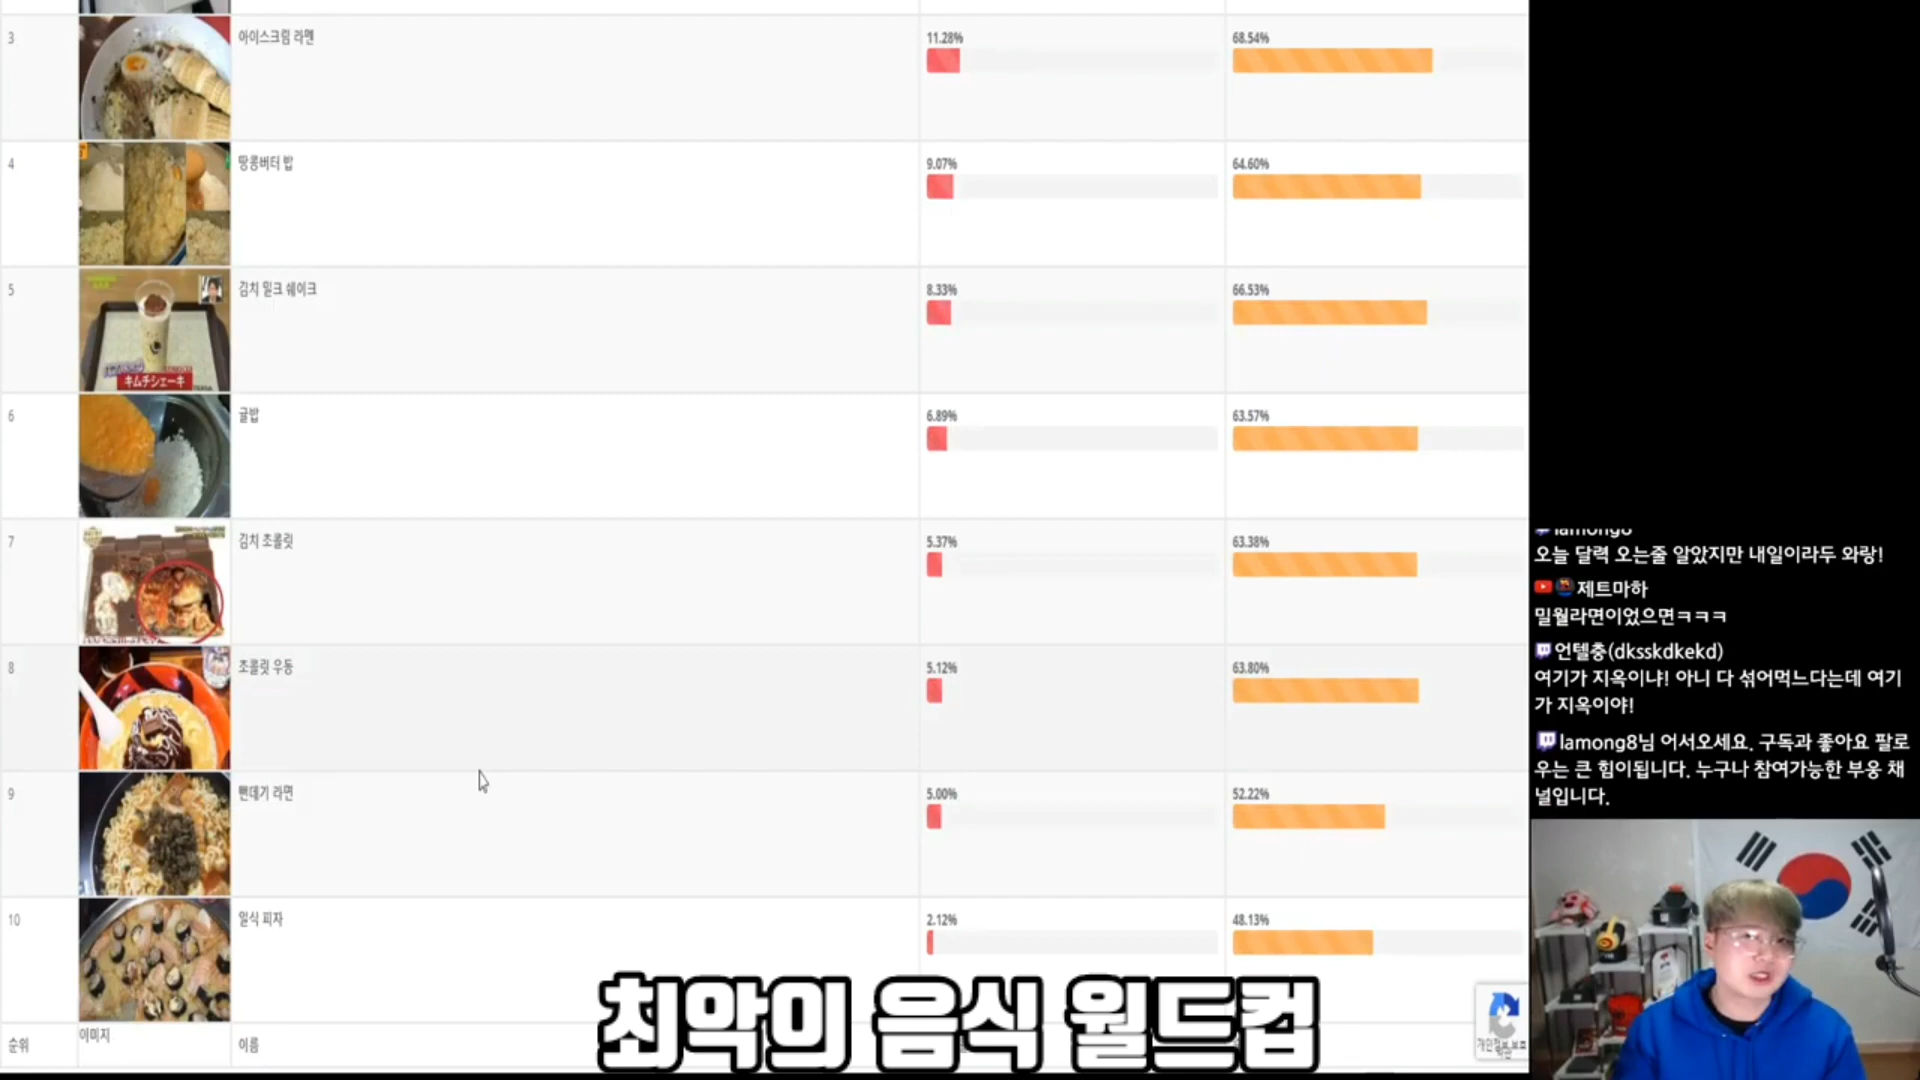 3
아이스크림 라멘
11.28%
68.54%
4
땅콩버터 밥
9.07%
64.60%
5
김치 밀크 쉐이크
8.33%
66.53%
キムチシェーキ
6
귤밥
6.89%
63.57%
7
김치 초콜릿
5.37%
63.38%
8
초콜릿 우동
5.12%
63.80%
9
뻔데기 라면
5.00%
52.22%
10
일식 피자
2.12%
48.13%
순위
이미지
이름
최악의 음식 월드컵
lamong8
오늘 달력 오는줄 알았지만 내일이라두 와랑!
제트마하
밀월라면이었으면ㅋㅋㅋ
언텔충(dksskdkekd)
여기가 지옥이냐! 아니 다 섞어먹느다는데 여기
가 지옥이야!
lamong8님 어서오세요. 구독과 좋아요 팔로
우는 큰 힘이됩니다. 누구나 참여가능한 부웅 채
널입니다.